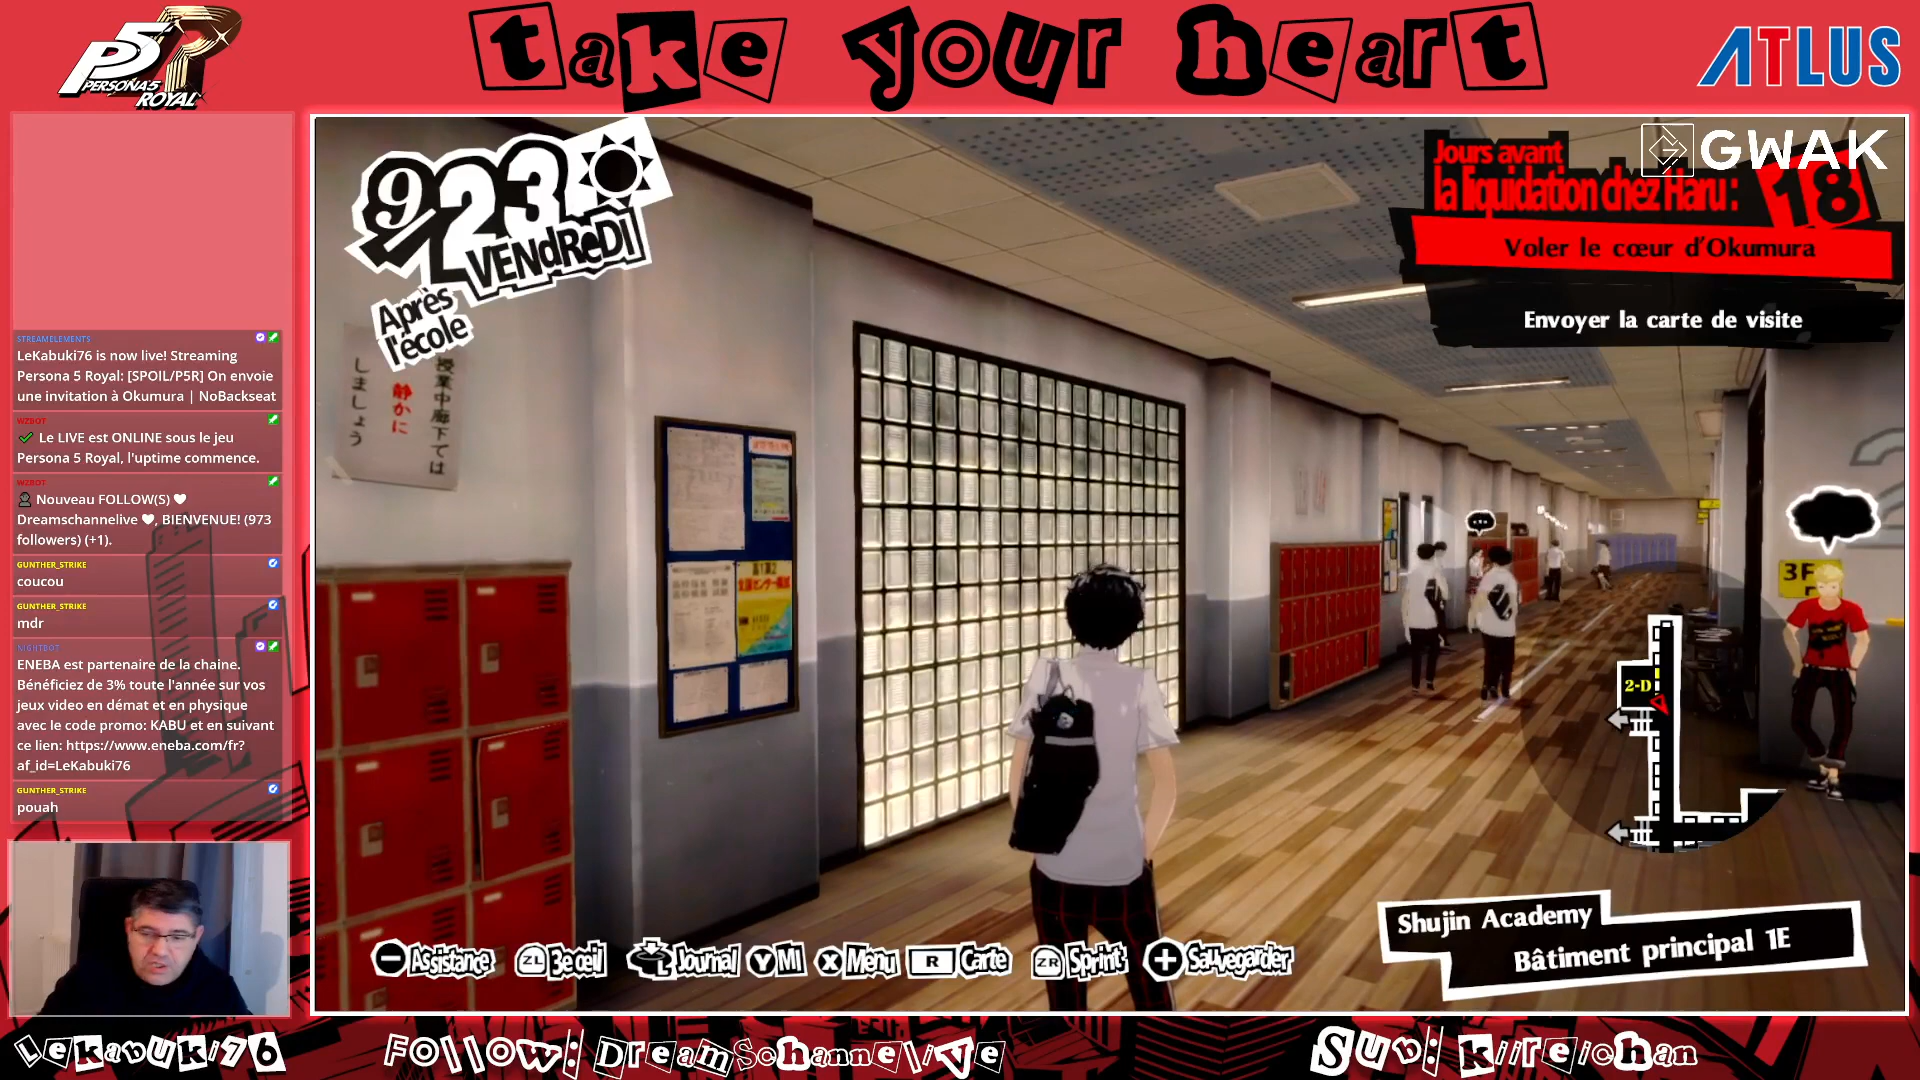 P5R
PERSONA5
ROYAL
take your heart
ATLUS
STREAMELEMENTS
LeKabuki76 is now live! Streaming
Persona 5 Royal: [SPOIL/P5R] On envoie
une invitation à Okumura | NoBackseat
WZBOT
Le LIVE est ONLINE sous le jeu
Persona 5 Royal, l'uptime commence.
WZBOT
Nouveau FOLLOW(S)
Dreamschannelive , BIENVENUE! (973
followers) (+1).
GUNTHER_STRIKE
coucou
GUNTHER_STRIKE
mdr
NIGHTBOT
ENEBA est partenaire de la chaine.
Bénéficiez de 3% toute l'année sur vos
jeux video en démat et en physique
avec le code promo: KABU et en suivant
ce lien: https://www.eneba.com/fr?
af_id=LeKabuki76
GUNTHER_STRIKE
pouah
9/23
VENdReDi
Après
l'école
授業中廊下では
静かに
しましょう
GWAK
Jours avant
la liquidation chez Haru : 18
Voler le cœur d'Okumura
Envoyer la carte de visite
3F
2-D
Shujin Academy
Bâtiment principal 1E
Assistance
ZL 3e œil
L Journal
Y MI
X Menu
R Carte
ZR Sprint
+ Sauvegarder
Lekabuki76
Follow: Dreamschannelive
Sub: kiireichan